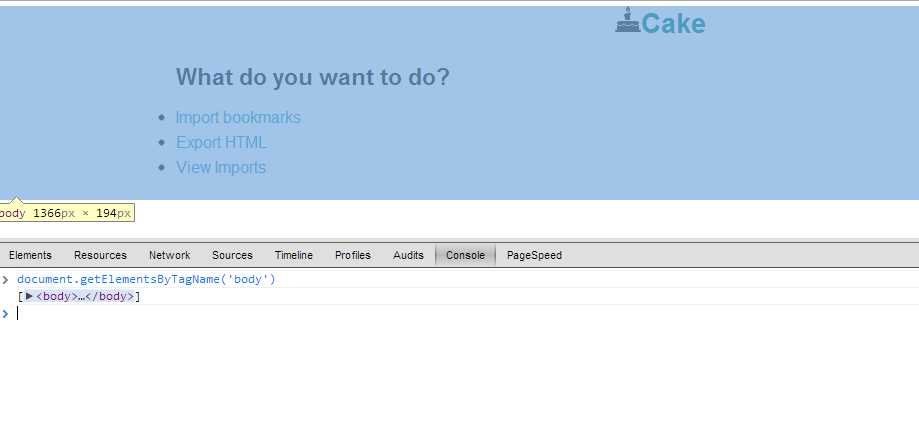 Cake
What do you want to do?
Import bookmarks
Export HTML
View Imports
body 1366px × 194px
Elements Resources Network Sources Timeline Profiles Audits Console PageSpeed
> document.getElementsByTagName('body')
[▶<body>…</body>]
>